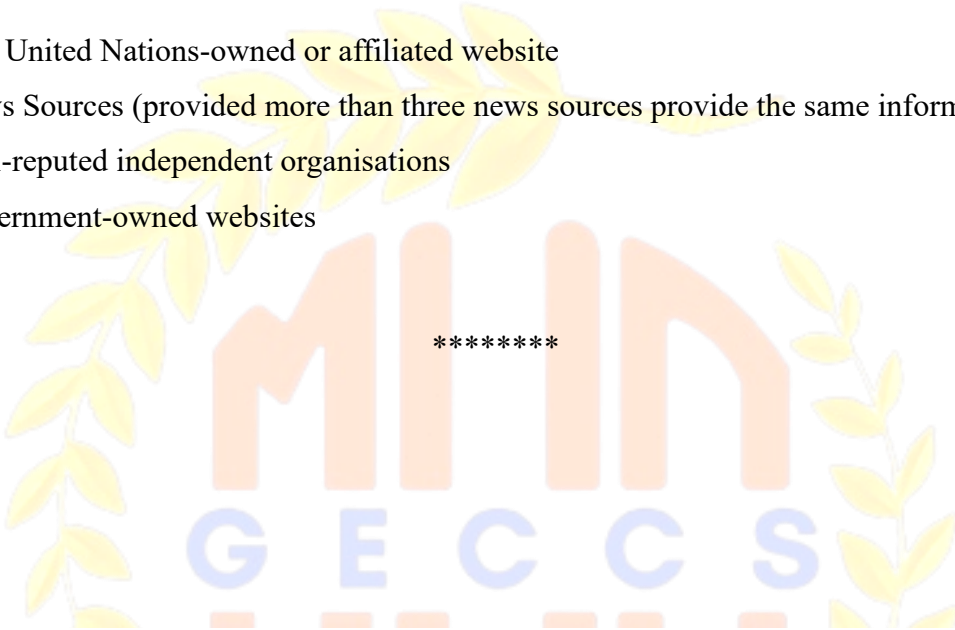 United Nations-owned or affiliated website
s Sources (provided more than three news sources provide the same inform
-reputed independent organisations
ernment-owned websites
********
GECCS